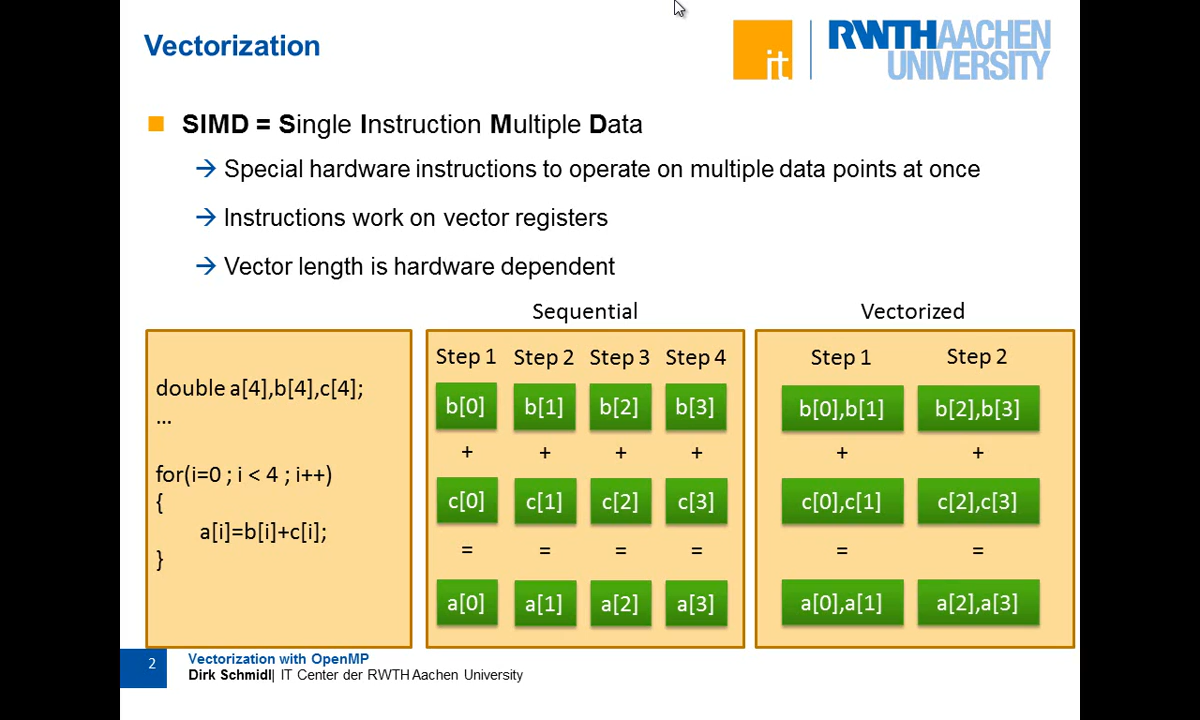 Vectorization
it
RWTHAACHEN
UNIVERSITY
SIMD = Single Instruction Multiple Data
→ Special hardware instructions to operate on multiple data points at once
→ Instructions work on vector registers
→ Vector length is hardware dependent
double a[4],b[4],c[4];
...
for(i=0 ; i < 4 ; i++)
{
a[i]=b[i]+c[i];
}
Sequential
Step 1 Step 2 Step 3 Step 4
b[0] b[1] b[2] b[3]
+ + + +
c[0] c[1] c[2] c[3]
= = = =
a[0] a[1] a[2] a[3]
Vectorized
Step 1 Step 2
b[0],b[1] b[2],b[3]
+ +
c[0],c[1] c[2],c[3]
= =
a[0],a[1] a[2],a[3]
2
Vectorization with OpenMP
Dirk Schmidl| IT Center der RWTH Aachen University